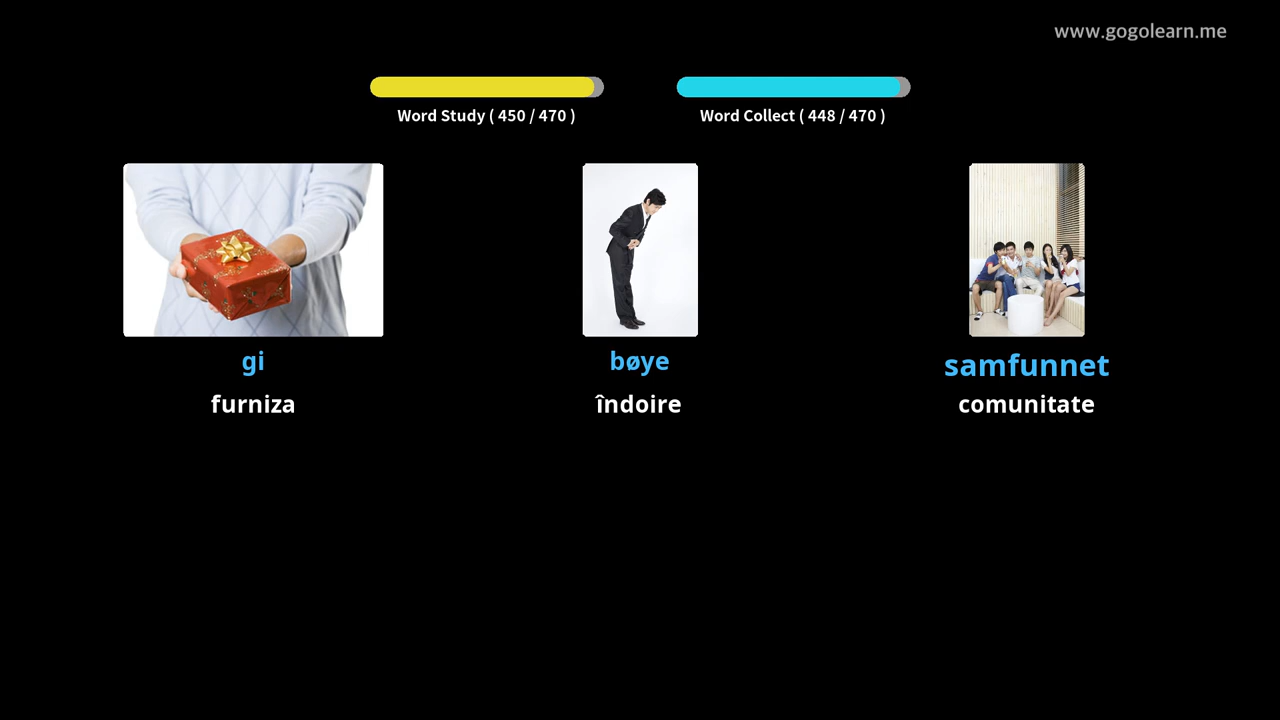 www.gogolearn.me
Word Study ( 450 / 470 )
Word Collect ( 448 / 470 )
gi
furniza
bøye
îndoire
samfunnet
comunitate